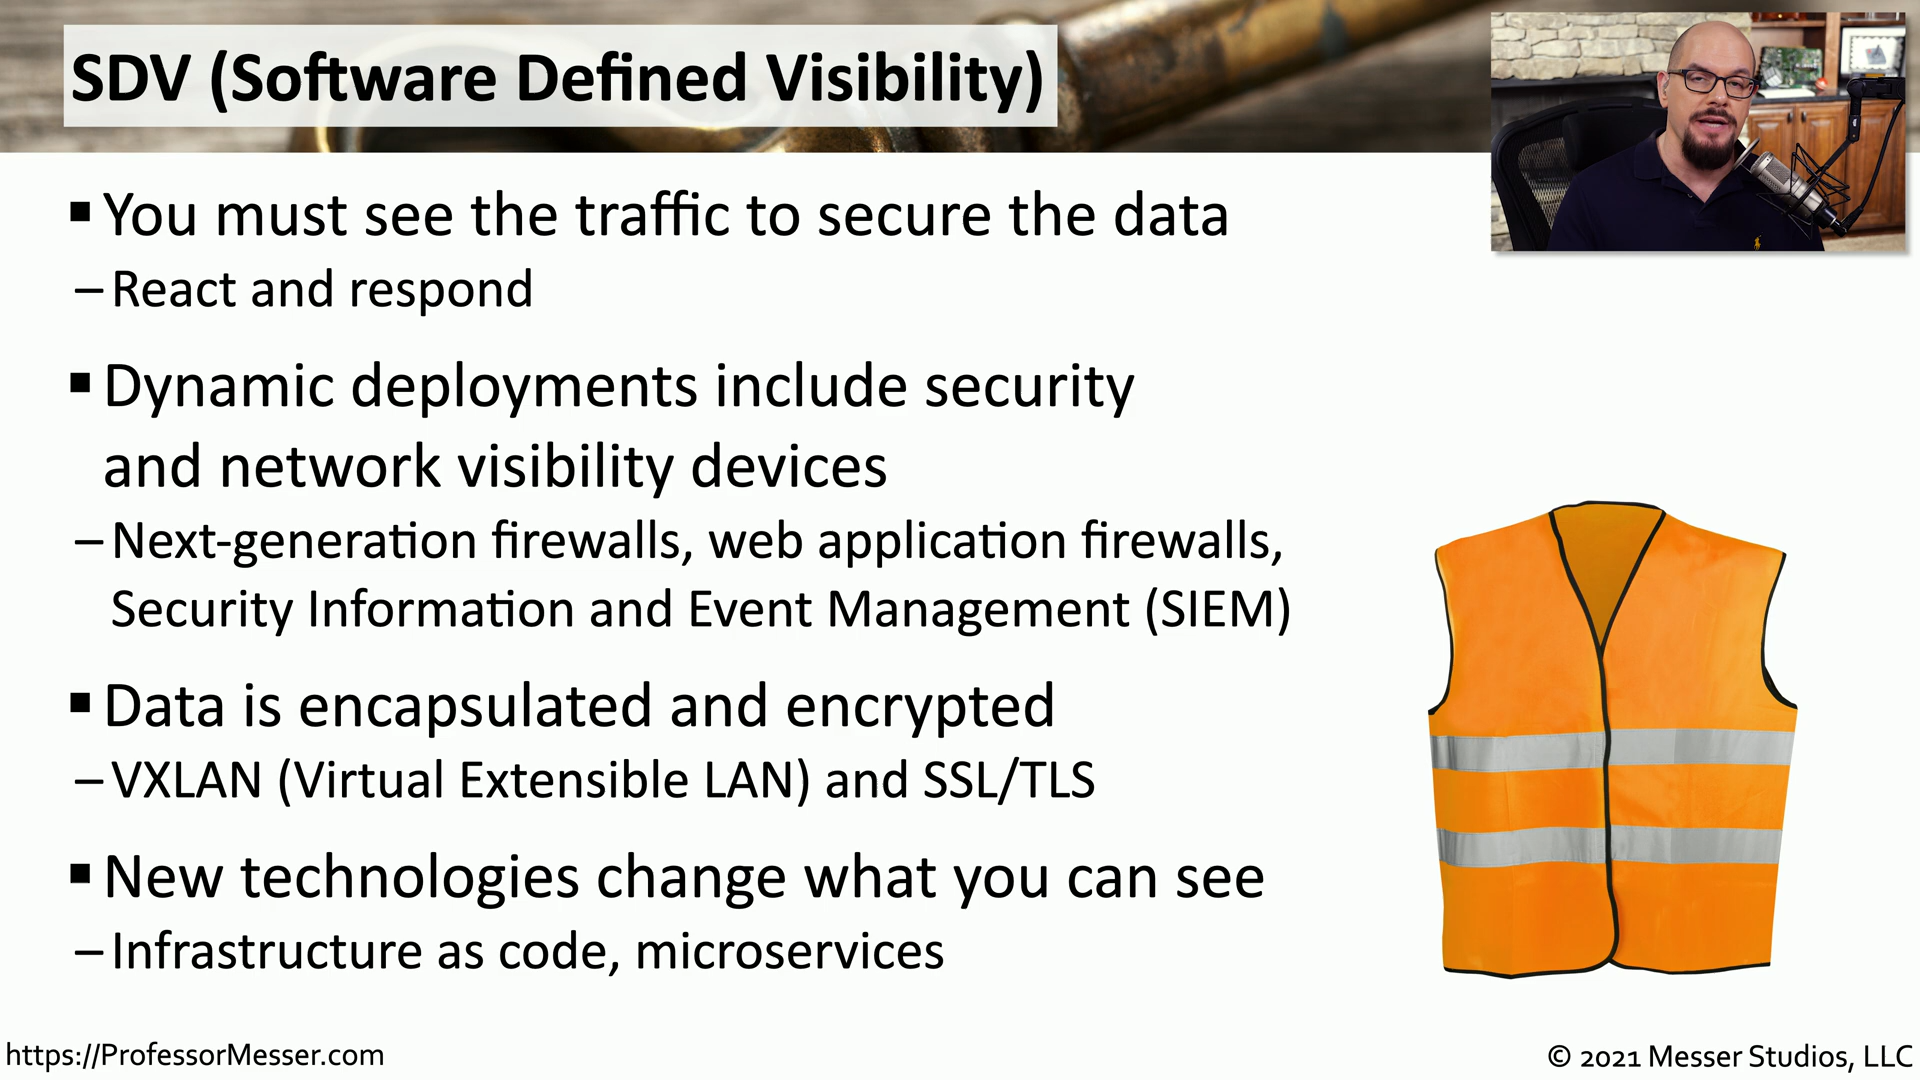 SDV (Software Defined Visibility)
▪ You must see the traffic to secure the data
– React and respond
▪ Dynamic deployments include security
and network visibility devices
– Next-generation firewalls, web application firewalls,
Security Information and Event Management (SIEM)
▪ Data is encapsulated and encrypted
– VXLAN (Virtual Extensible LAN) and SSL/TLS
▪ New technologies change what you can see
– Infrastructure as code, microservices
https://ProfessorMesser.com
© 2021 Messer Studios, LLC